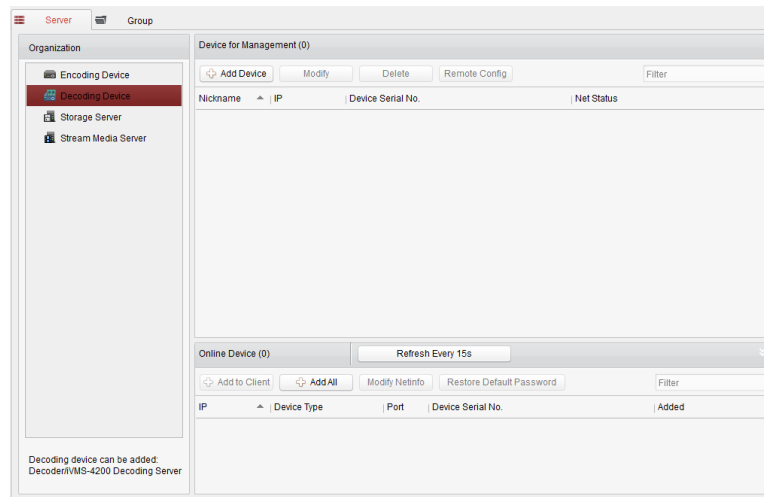 Server Group
Organization
Encoding Device
Decoding Device
Storage Server
Stream Media Server
Decoding device can be added:
Decoder/iVMS-4200 Decoding Server
Device for Management (0)
Add Device Modify Delete Remote Config Filter
Nickname IP Device Serial No. Net Status
Online Device (0) Refresh Every 15s
Add to Client Add All Modify Netinfo Restore Default Password Filter
IP Device Type Port Device Serial No. Added